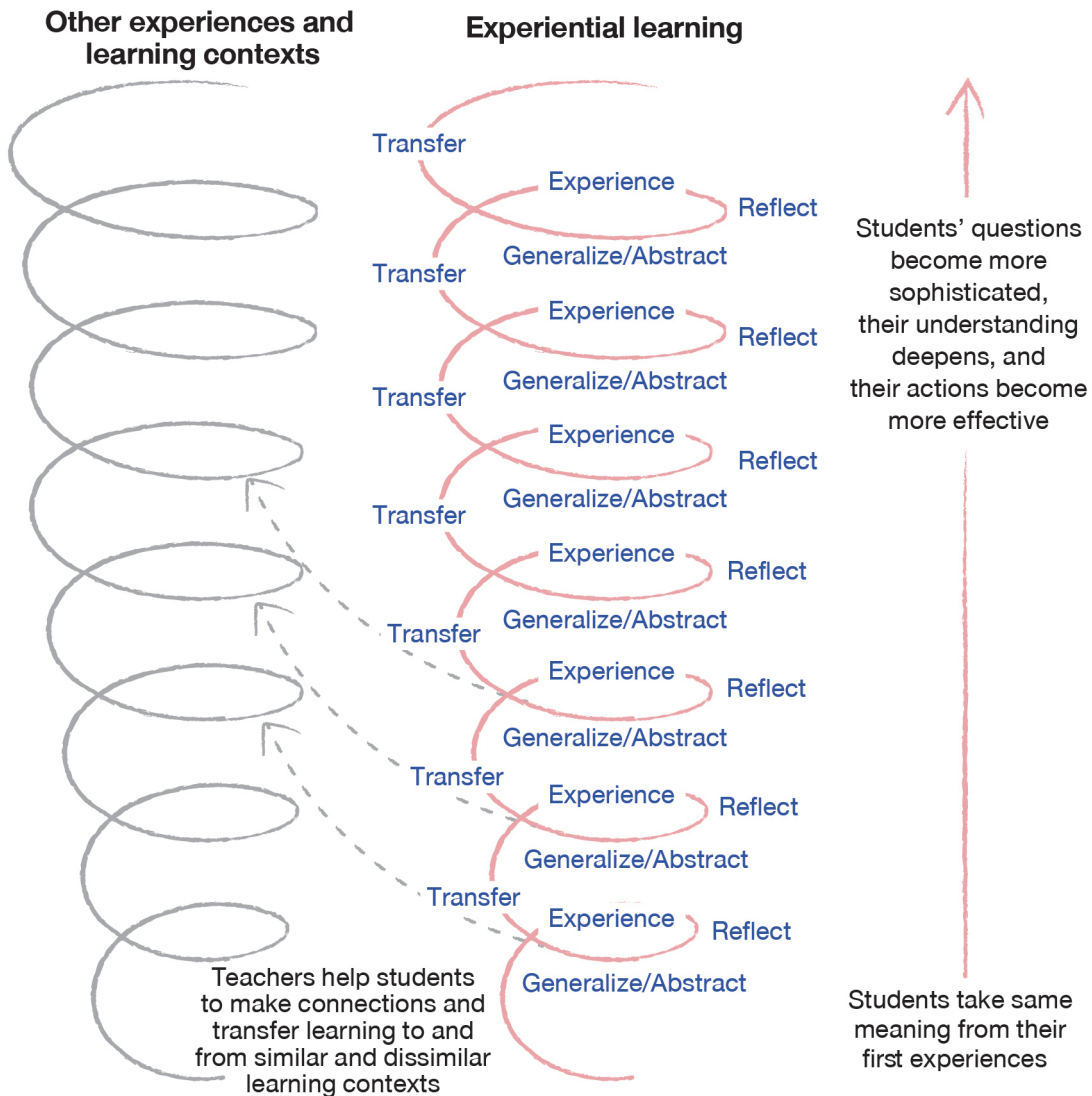 Other experiences and
learning contexts
Experiential learning
Transfer
Experience
Reflect
Generalize/Abstract
Transfer
Experience
Reflect
Generalize/Abstract
Transfer
Experience
Reflect
Generalize/Abstract
Transfer
Experience
Reflect
Generalize/Abstract
Transfer
Experience
Reflect
Generalize/Abstract
Transfer
Experience
Reflect
Generalize/Abstract
Transfer
Experience
Reflect
Generalize/Abstract
Teachers help students
to make connections and
transfer learning to and
from similar and dissimilar
learning contexts
Students’ questions
become more
sophisticated,
their understanding
deepens, and
their actions become
more effective
Students take same
meaning from their
first experiences